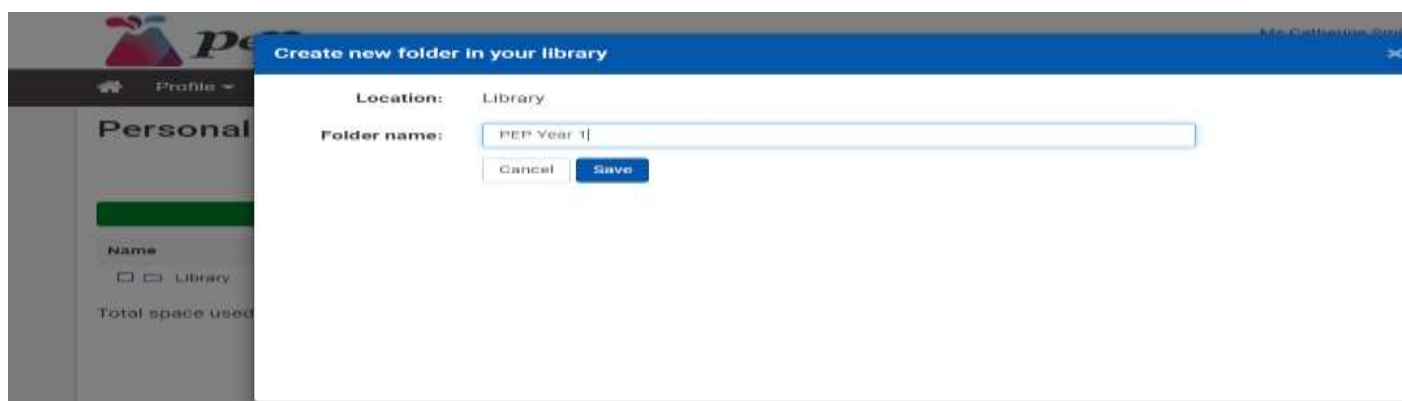 Create new folder in your library
Location: Library
Folder name: PEP Year 1
Cancel Save
Profile
Personal
Name
Library
Total space used